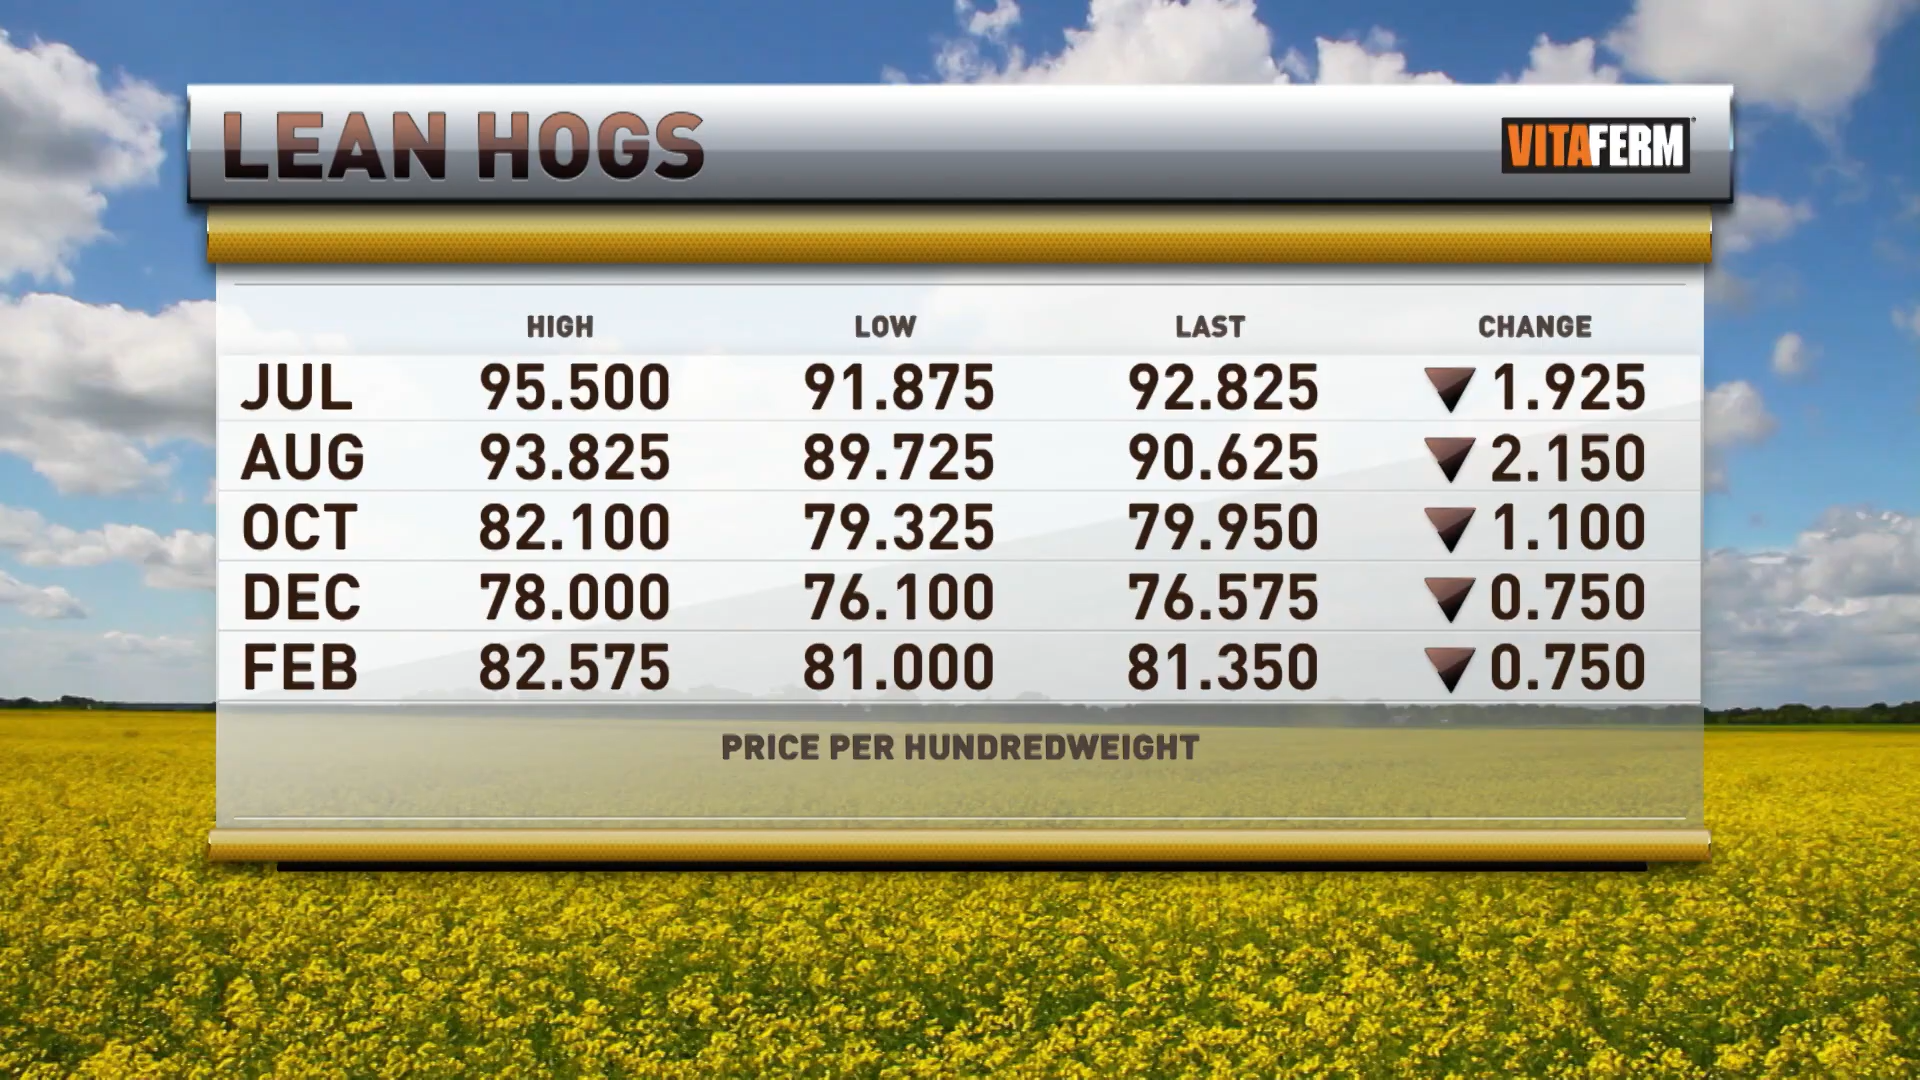 LEAN HOGS
VITAFERM®
HIGH LOW LAST CHANGE
JUL 95.500 91.875 92.825 ▼ 1.925
AUG 93.825 89.725 90.625 ▼ 2.150
OCT 82.100 79.325 79.950 ▼ 1.100
DEC 78.000 76.100 76.575 ▼ 0.750
FEB 82.575 81.000 81.350 ▼ 0.750
PRICE PER HUNDREDWEIGHT